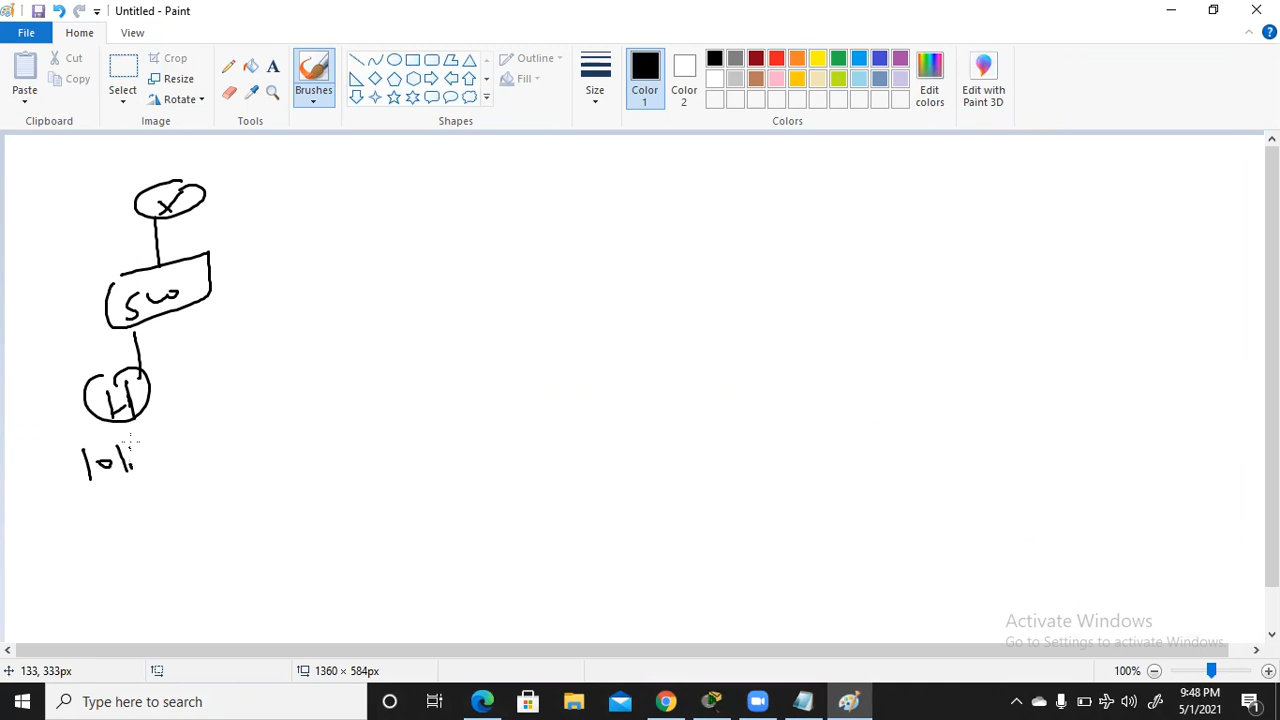 Untitled - Paint
File
Home
View
Paste
Cut
Copy
Clipboard
Select
Crop
Resize
Rotate
Image
Tools
Brushes
Shapes
Outline
Fill
Size
Color 1
Color 2
Colors
Edit colors
Edit with Paint 3D
X
SW
H
Activate Windows
Go to Settings to activate Windows.
133, 333px
1360 × 584px
100%
Type here to search
9:48 PM
5/1/2021
1